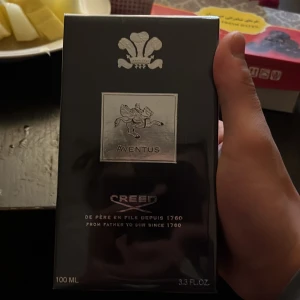 AVENTUS
CREED
DE PÈRE EN FILS DEPUIS 1760
FROM FATHER TO SON SINCE 1760
100 ML
3.3 FL.OZ.